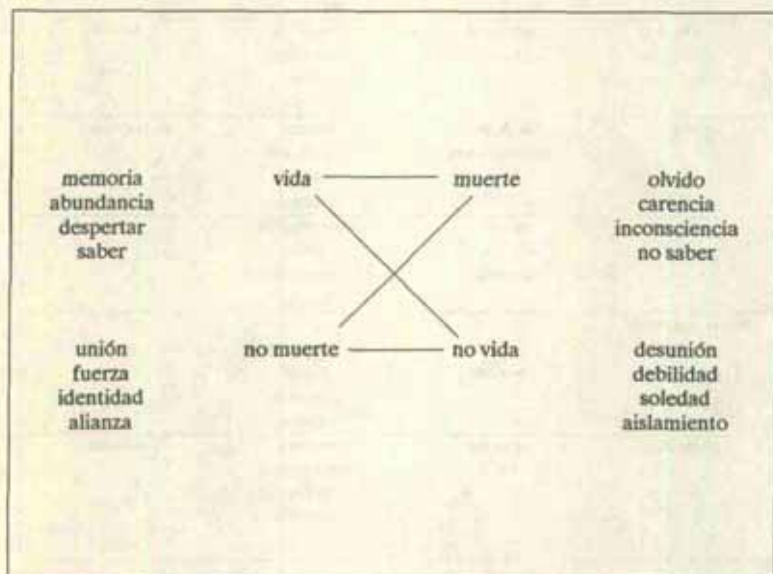 memoria
abundancia
despertar
saber
vida
muerte
olvido
carencia
inconsciencia
no saber
unión
fuerza
identidad
alianza
no muerte
no vida
desunión
debilidad
soledad
aislamiento